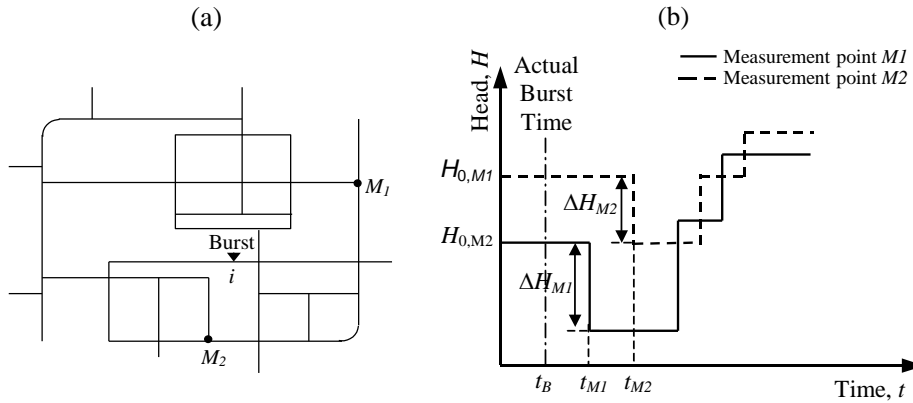 (a)
M1
Burst
i
M2
(b)
Measurement point M1
Measurement point M2
Head, H
Actual
Burst
Time
H0,M1
ΔHM2
H0,M2
ΔHM1
tB
tM1
tM2
Time, t